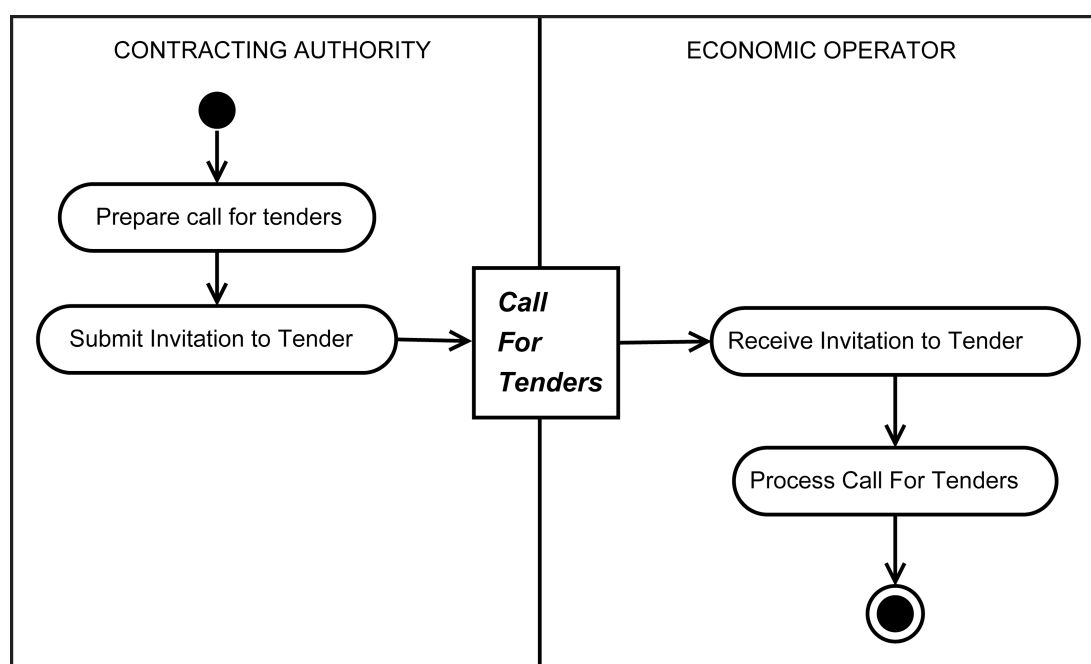 CONTRACTING AUTHORITY
ECONOMIC OPERATOR
Prepare call for tenders
Submit Invitation to Tender
Call
For
Tenders
Receive Invitation to Tender
Process Call For Tenders